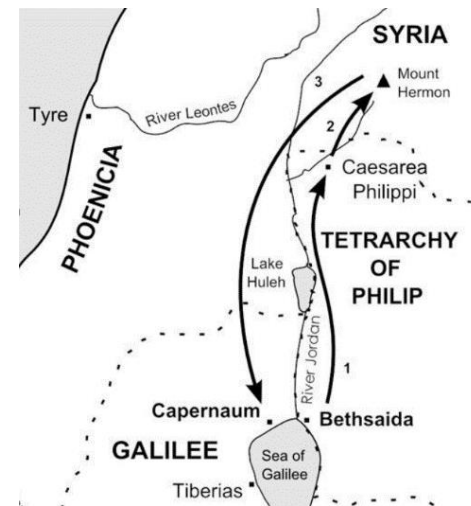 SYRIA
3
Mount
Hermon
River Leontes
Tyre
2
Caesarea
Philippi
PHOENICIA
TETRARCHY
OF
PHILIP
Lake
Huleh
River Jordan
1
Capernaum
Bethsaida
GALILEE
Sea of
Galilee
Tiberias